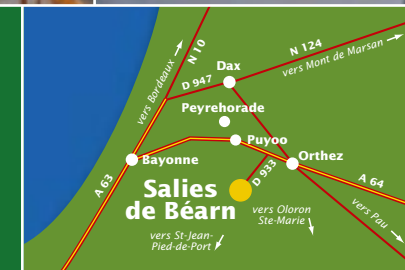 N 10
vers Bordeaux
N 124
vers Mont de Marsan
Dax
D 947
Peyrehorade
Puyoo
Bayonne
Orthez
A 63
D 933
A 64
Salies
de Béarn
vers Oloron
Ste-Marie
vers Pau
vers St-Jean-
Pied-de-Port